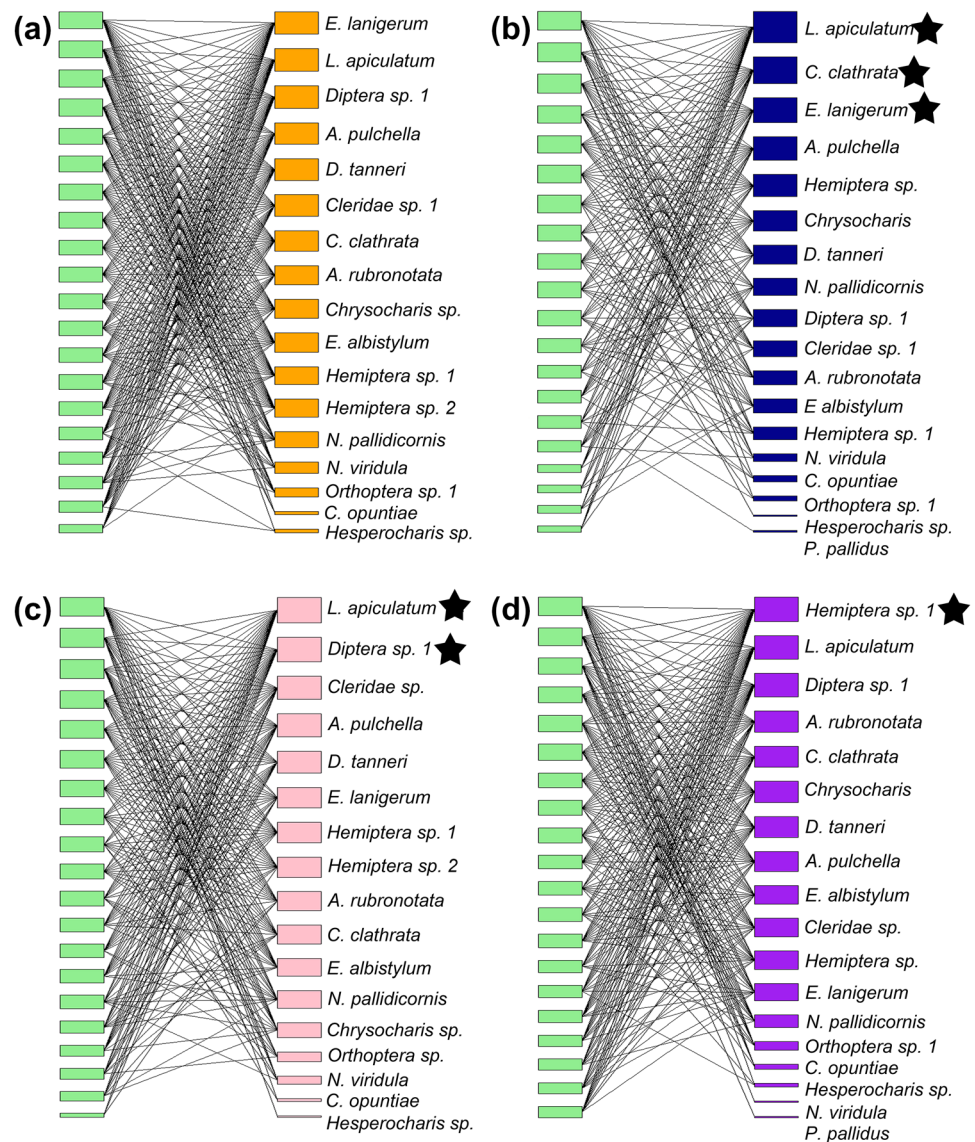 (a)
E. lanigerum
L. apiculatum
Diptera sp. 1
A. pulchella
D. tanneri
Cleridae sp. 1
C. clathrata
A. rubronotata
Chrysocharis sp.
E. albistylum
Hemiptera sp. 1
Hemiptera sp. 2
N. pallidicornis
N. viridula
Orthoptera sp. 1
C. opuntiae
Hesperocharis sp.
(b)
L. apiculatum
C. clathrata
E. lanigerum
A. pulchella
Hemiptera sp.
Chrysocharis
D. tanneri
N. pallidicornis
Diptera sp. 1
Cleridae sp. 1
A. rubronotata
E albistylum
Hemiptera sp. 1
N. viridula
C. opuntiae
Orthoptera sp. 1
Hesperocharis sp.
P. pallidus
(c)
L. apiculatum
Diptera sp. 1
Cleridae sp.
A. pulchella
D. tanneri
E. lanigerum
Hemiptera sp. 1
Hemiptera sp. 2
A. rubronotata
C. clathrata
E. albistylum
N. pallidicornis
Chrysocharis sp.
Orthoptera sp.
N. viridula
C. opuntiae
Hesperocharis sp.
(d)
Hemiptera sp. 1
L. apiculatum
Diptera sp. 1
A. rubronotata
C. clathrata
Chrysocharis
D. tanneri
A. pulchella
E. albistylum
Cleridae sp.
Hemiptera sp.
E. lanigerum
N. pallidicornis
Orthoptera sp. 1
C. opuntiae
Hesperocharis sp.
N. viridula
P. pallidus